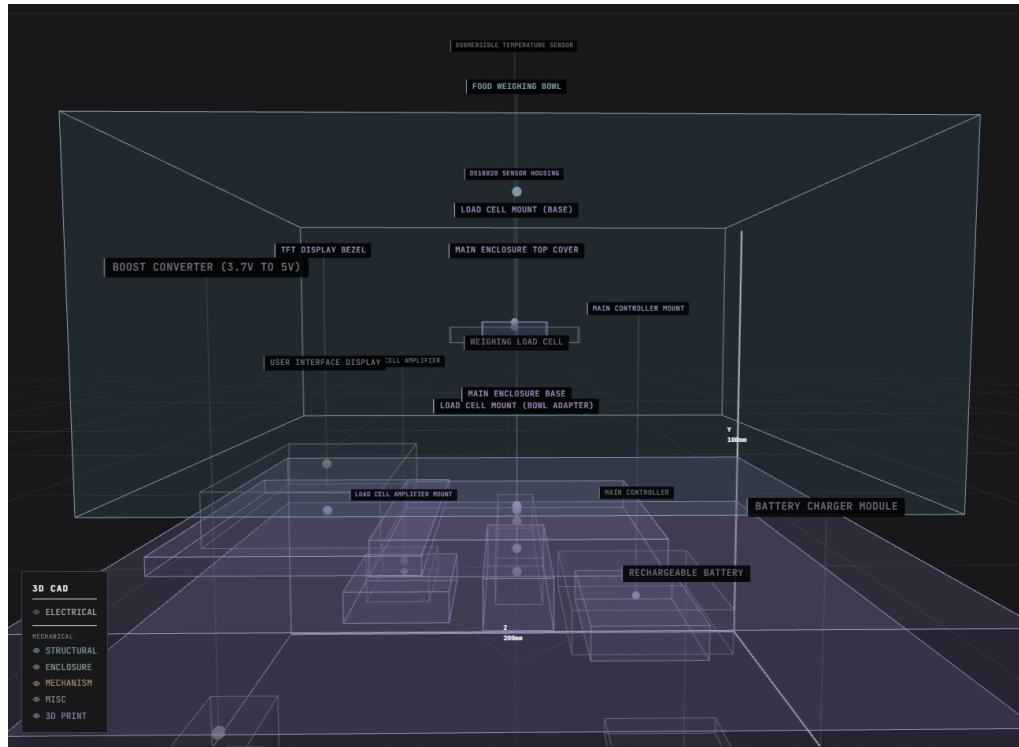 SUBMERSIBLE TEMPERATURE SENSOR
FOOD WEIGHING BOWL
DS18B20 SENSOR HOUSING
LOAD CELL MOUNT (BASE)
TFT DISPLAY BEZEL
MAIN ENCLOSURE TOP COVER
BOOST CONVERTER (3.7V TO 5V)
MAIN CONTROLLER MOUNT
WEIGHING LOAD CELL
USER INTERFACE DISPLAY
CELL AMPLIFIER
MAIN ENCLOSURE BASE
LOAD CELL MOUNT (BOWL ADAPTER)
Y
180mm
LOAD CELL AMPLIFIER MOUNT
MAIN CONTROLLER
BATTERY CHARGER MODULE
RECHARGEABLE BATTERY
Z
280mm
3D CAD
ELECTRICAL
MECHANICAL
STRUCTURAL
ENCLOSURE
MECHANISM
MISC
3D PRINT